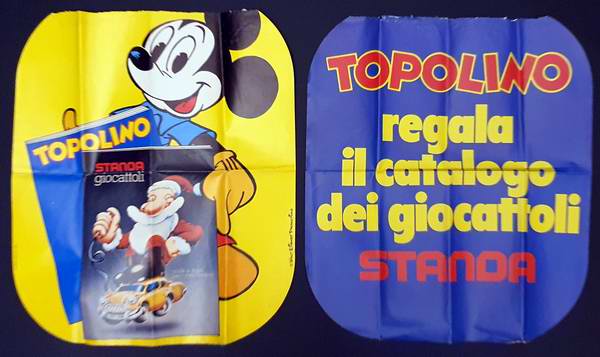 TOPOLINO
STANDA
giocattoli
TOPOLINO
regala
il catalogo
dei giocattoli
STANDA